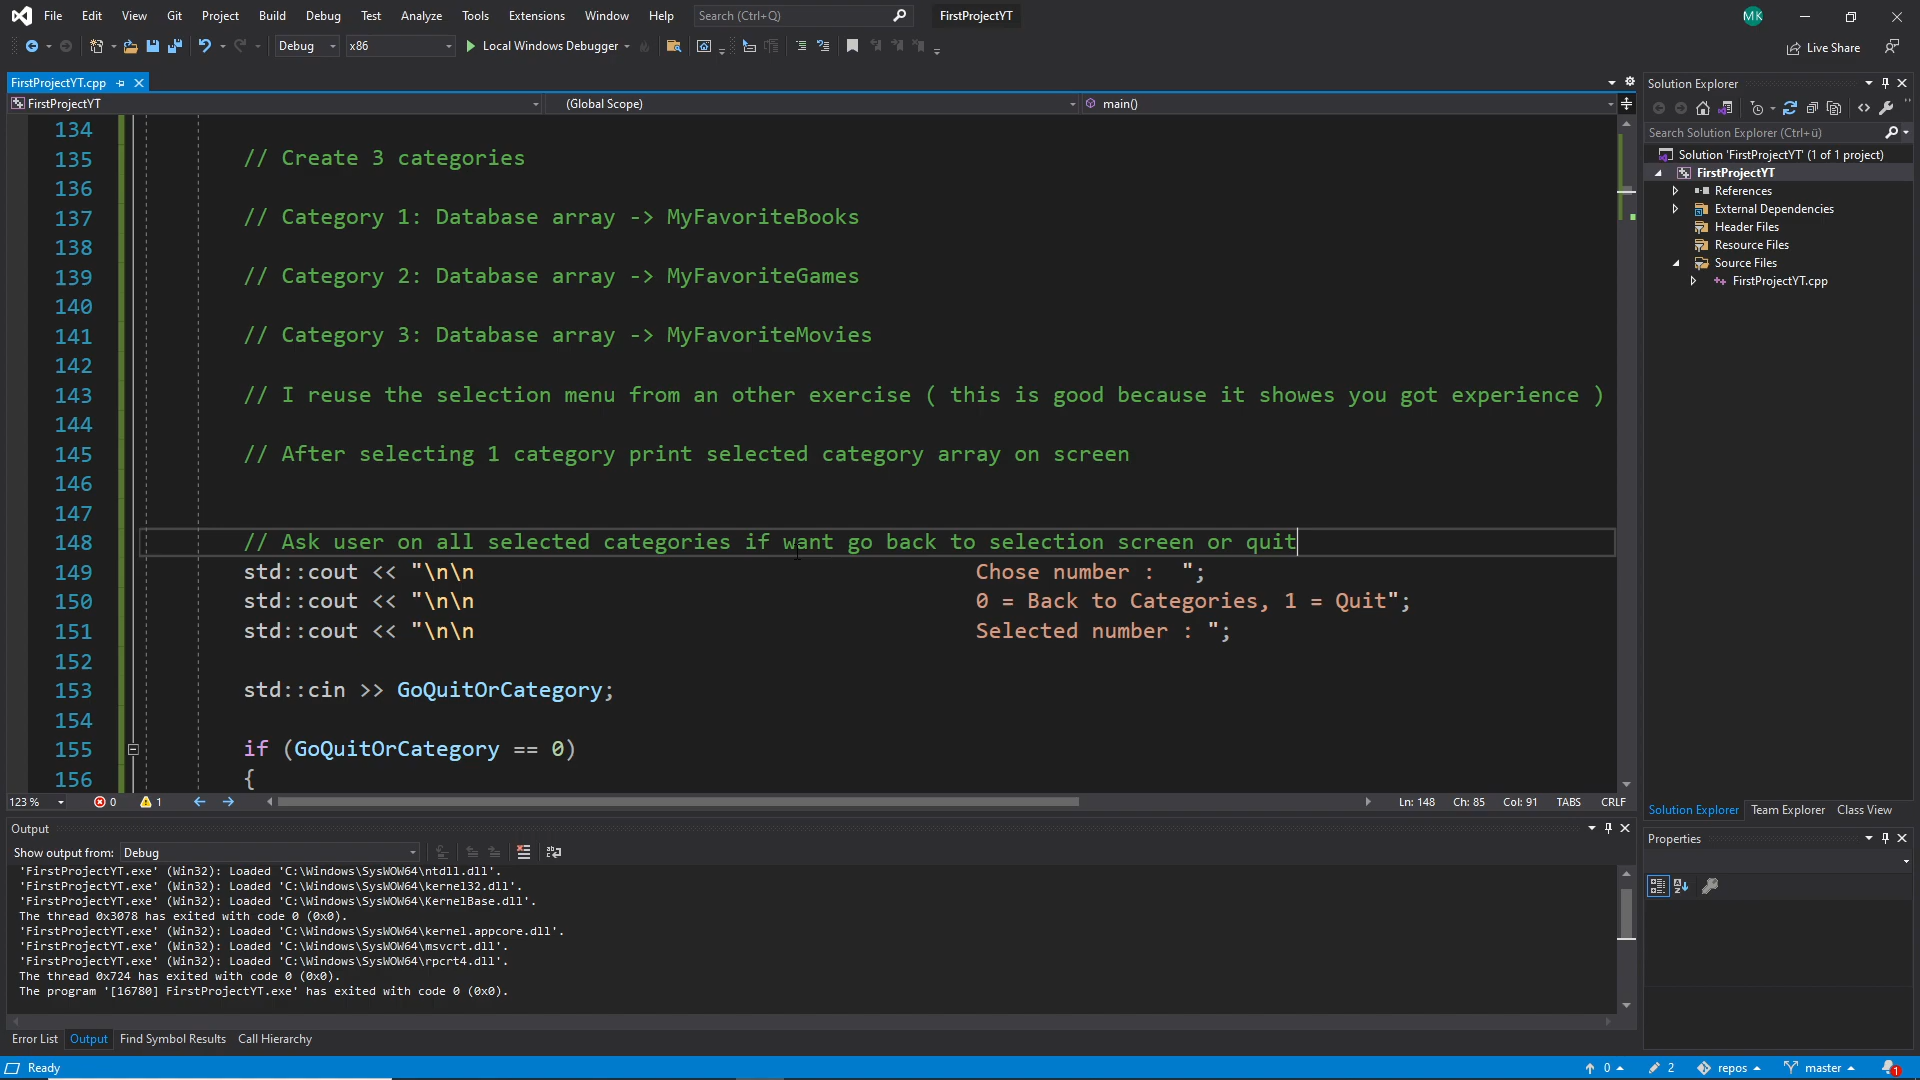 File Edit View Git Project Build Debug Test Analyze Tools Extensions Window Help Search (Ctrl+Q) FirstProjectYT MK
Debug x86 Local Windows Debugger Live Share
FirstProjectYT.cpp
FirstProjectYT (Global Scope) main()
134
135 // Create 3 categories
136
137 // Category 1: Database array -> MyFavoriteBooks
138
139 // Category 2: Database array -> MyFavoriteGames
140
141 // Category 3: Database array -> MyFavoriteMovies
142
143 // I reuse the selection menu from an other exercise ( this is good because it showes you got experience )
144
145 // After selecting 1 category print selected category array on screen
146
147
148 // Ask user on all selected categories if want go back to selection screen or quit
149 std::cout << "\n\n Chose number :  ";
150 std::cout << "\n\n 0 = Back to Categories, 1 = Quit";
151 std::cout << "\n\n Selected number : ";
152
153 std::cin >> GoQuitOrCategory;
154
155 if (GoQuitOrCategory == 0)
156 {
123 % 0 1 Ln: 148 Ch: 85 Col: 91 TABS CRLF
Output
Show output from: Debug
'FirstProjectYT.exe' (Win32): Loaded 'C:\Windows\SysWOW64\ntdll.dll'.
'FirstProjectYT.exe' (Win32): Loaded 'C:\Windows\SysWOW64\kernel32.dll'.
'FirstProjectYT.exe' (Win32): Loaded 'C:\Windows\SysWOW64\KernelBase.dll'.
The thread 0x3078 has exited with code 0 (0x0).
'FirstProjectYT.exe' (Win32): Loaded 'C:\Windows\SysWOW64\kernel.appcore.dll'.
'FirstProjectYT.exe' (Win32): Loaded 'C:\Windows\SysWOW64\msvcrt.dll'.
'FirstProjectYT.exe' (Win32): Loaded 'C:\Windows\SysWOW64\rpcrt4.dll'.
The thread 0x724 has exited with code 0 (0x0).
The program '[16780] FirstProjectYT.exe' has exited with code 0 (0x0).
Error List Output Find Symbol Results Call Hierarchy
Solution Explorer
Search Solution Explorer (Ctrl+ü)
Solution 'FirstProjectYT' (1 of 1 project)
FirstProjectYT
References
External Dependencies
Header Files
Resource Files
Source Files
FirstProjectYT.cpp
Solution Explorer Team Explorer Class View
Properties
Ready 0 2 repos master 1